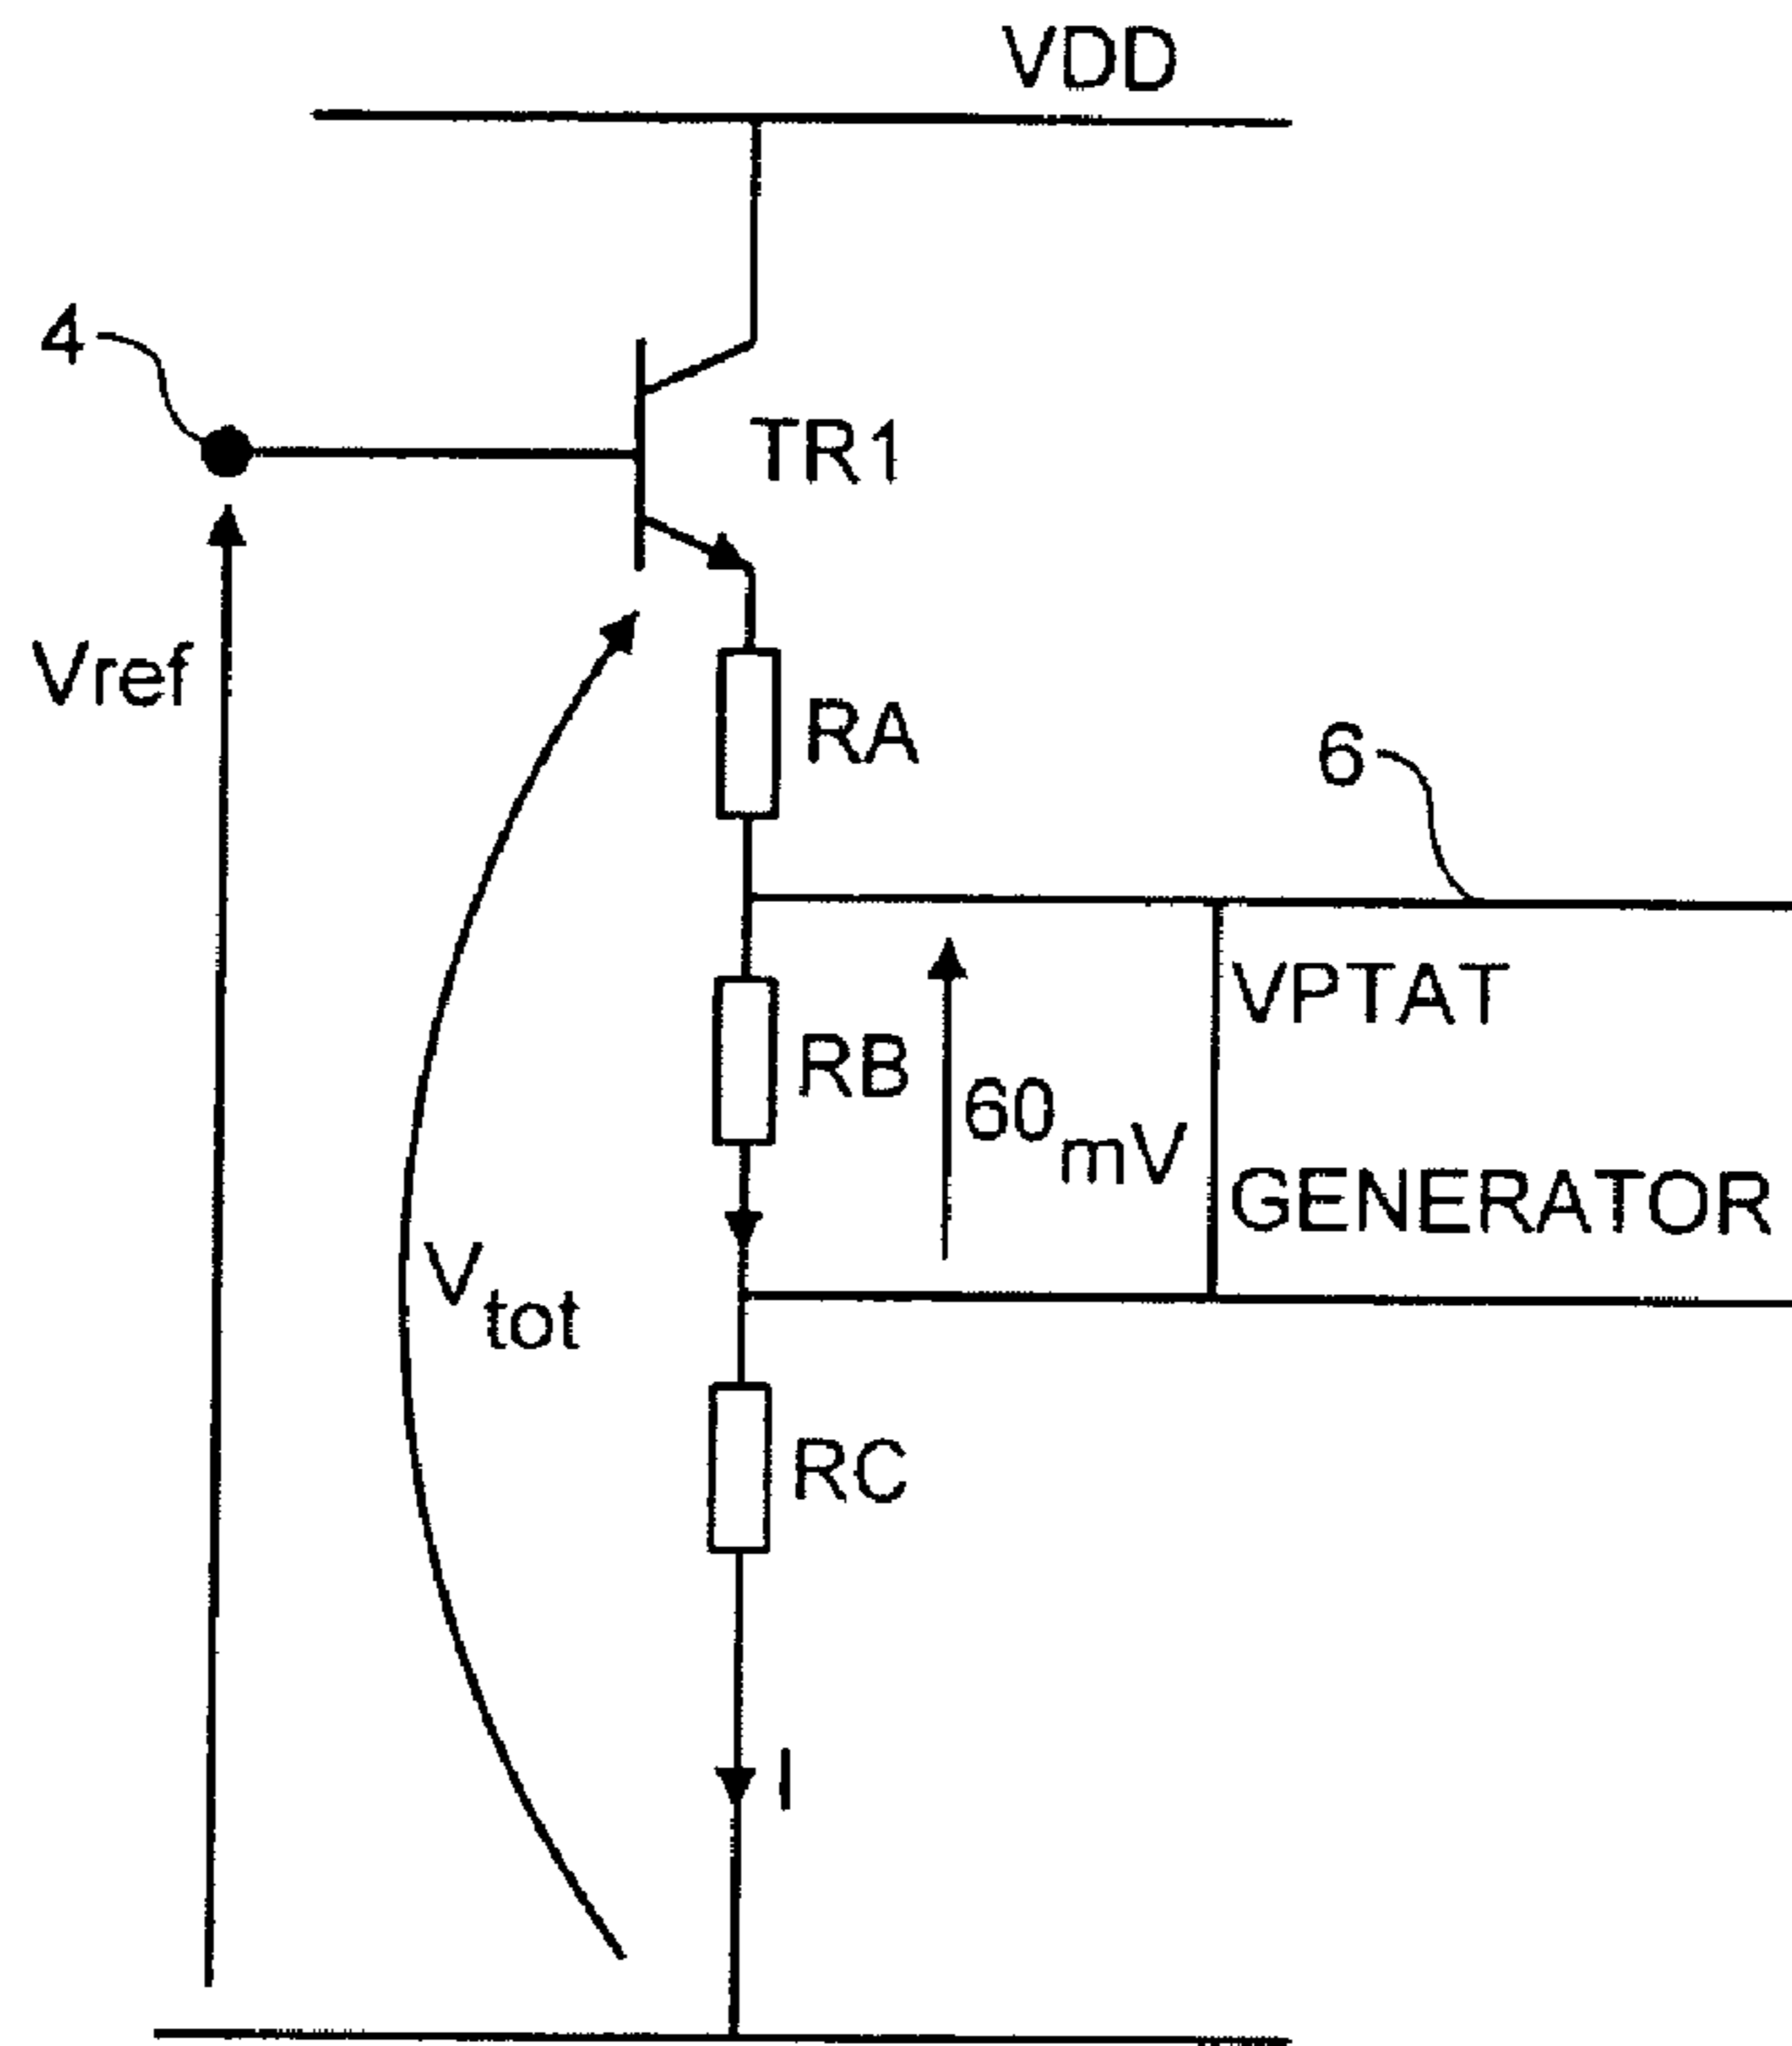 VDD
4
TR1
Vref
RA
6
VPTAT
RB
60mV
GENERATOR
Vtot
RC
I